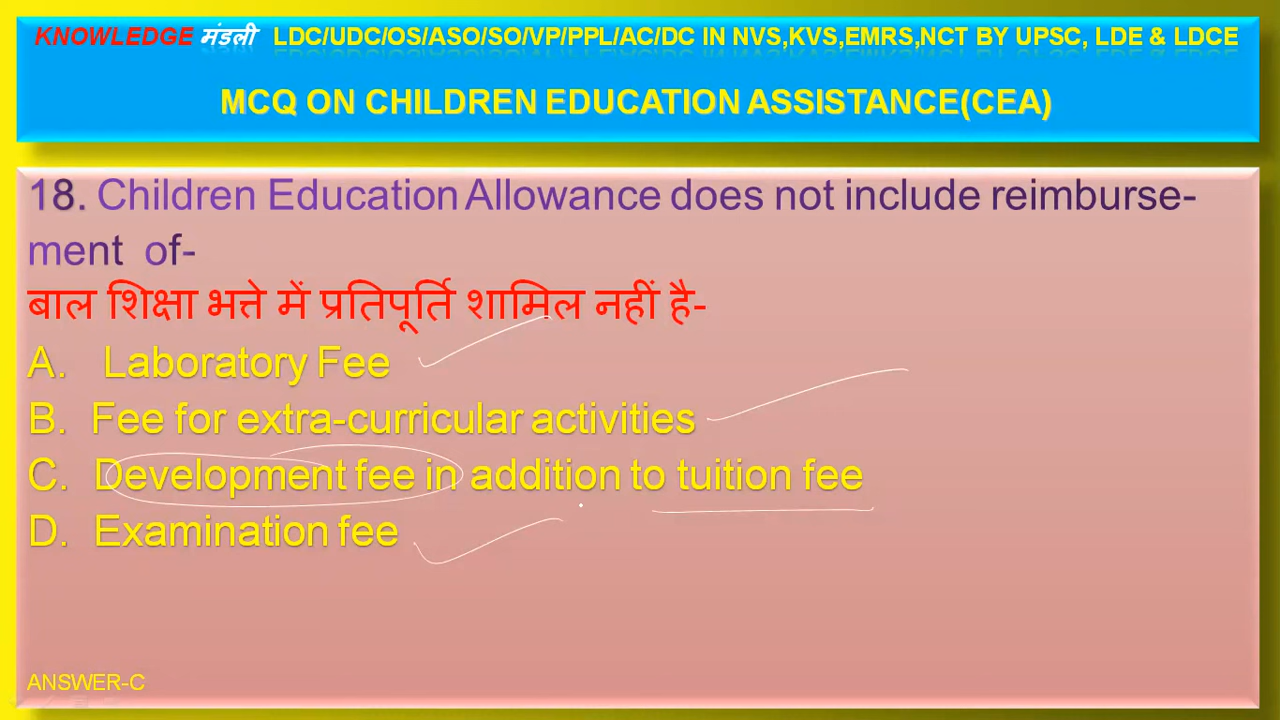 KNOWLEDGE मंडली LDC/UDC/OS/ASO/SO/VP/PPL/AC/DC IN NVS,KVS,EMRS,NCT BY UPSC, LDE & LDCE
MCQ ON CHILDREN EDUCATION ASSISTANCE(CEA)
18. Children Education Allowance does not include reimburse-
ment of-
बाल शिक्षा भत्ते में प्रतिपूर्ति शामिल नहीं है-
A. Laboratory Fee
B. Fee for extra-curricular activities
C. Development fee in addition to tuition fee
D. Examination fee
ANSWER-C